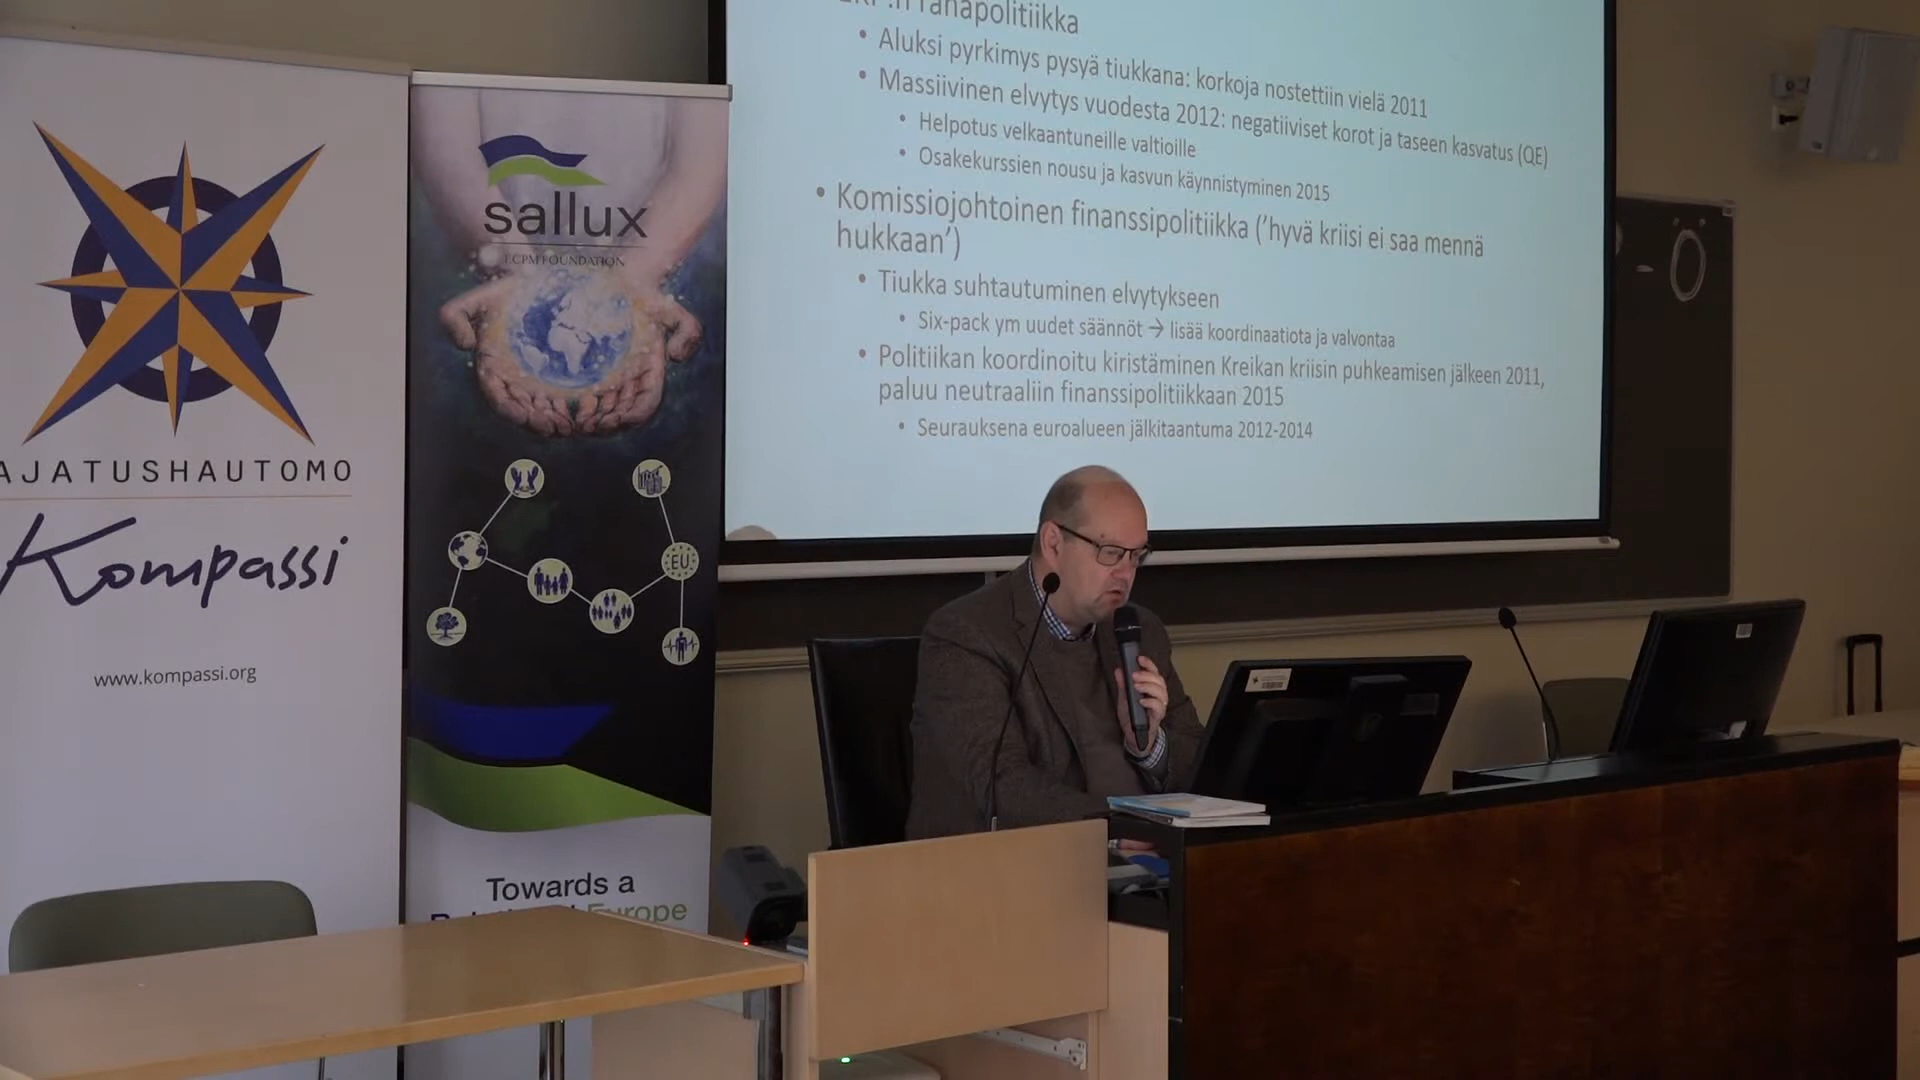 AJATUSHAUTOMO
Kompassi
www.kompassi.org
sallux
ECPM FOUNDATION
EU
Towards a
Europe
rahapolitiikka
• Aluksi pyrkimys pysyä tiukkana: korkoja nostettiin vielä 2011
• Massiivinen elvytys vuodesta 2012: negatiiviset korot ja taseen kasvatus (QE)
• Helpotus velkaantuneille valtioille
• Osakekurssien nousu ja kasvun käynnistyminen 2015
• Komissiojohtoinen finanssipolitiikka (’hyvä kriisi ei saa mennä
hukkaan’)
• Tiukka suhtautuminen elvytykseen
• Six-pack ym uudet säännöt → lisää koordinaatiota ja valvontaa
• Politiikan koordinoitu kiristäminen Kreikan kriisin puhkeamisen jälkeen 2011,
paluu neutraaliin finanssipolitiikkaan 2015
• Seurauksena euroalueen jälkitaantuma 2012-2014